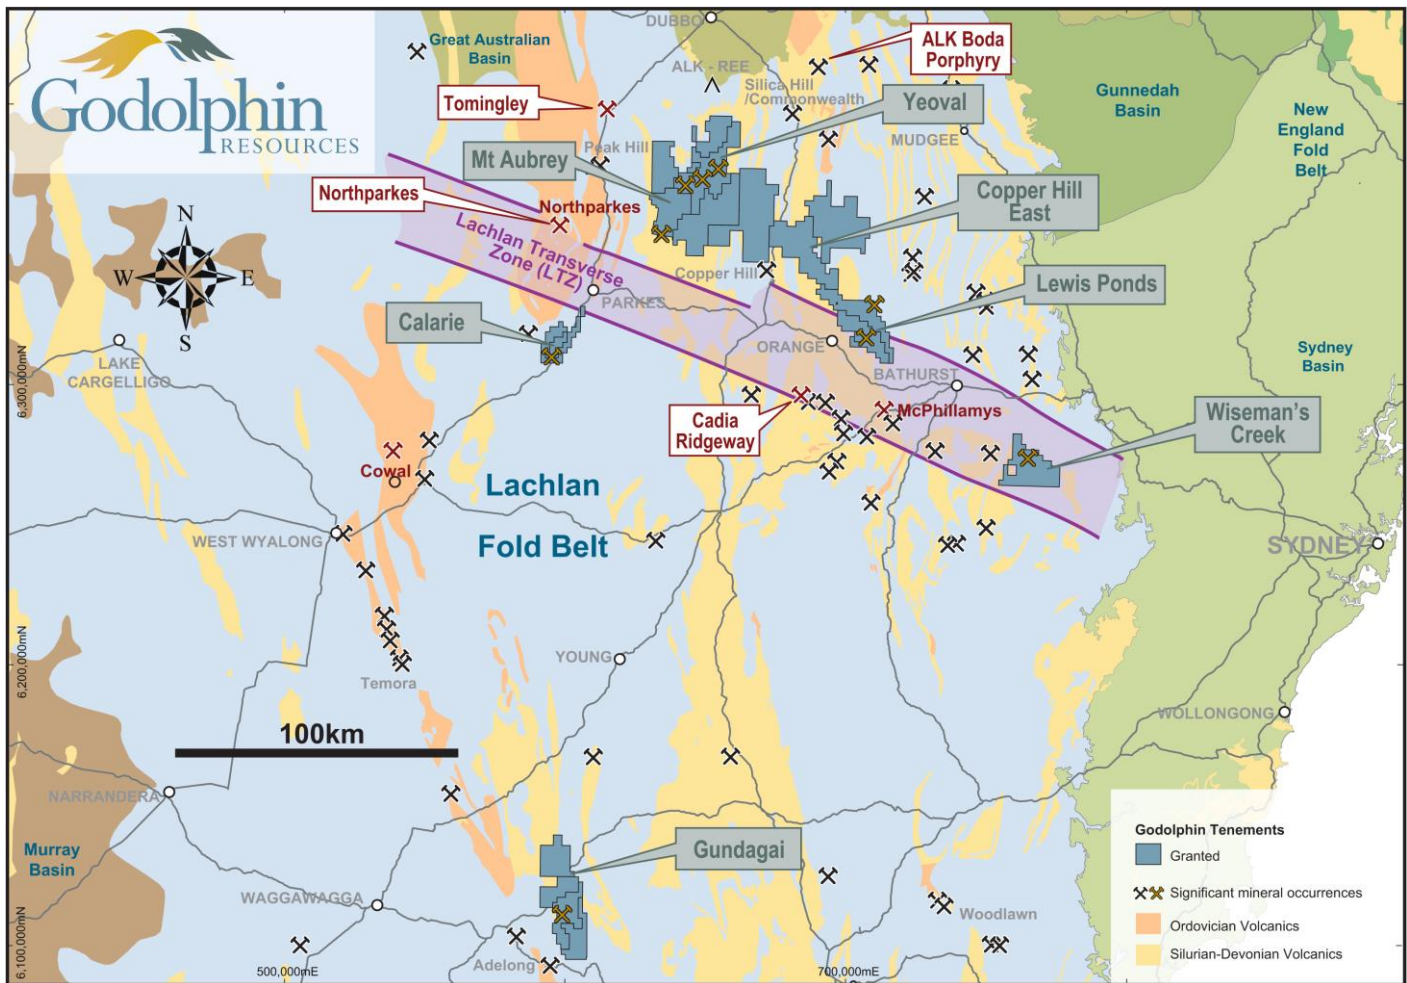 Godolphin
RESOURCES
DUBBO
Great Australian
Basin
ALK - REE
ALK Boda
Porphyry
Silica Hill
/Commonwealth
Gunnedah
Basin
New
England
Fold
Belt
Tomingley
Yeoval
MUDGEE
Peak Hill
Mt Aubrey
Northparkes
Northparkes
Copper Hill
East
N
W
E
S
Lachlan Transverse
Zone (LTZ)
Copper Hill
Lewis Ponds
PARKES
Calarie
ORANGE
LAKE
CARGELLIGO
BATHURST
Sydney
Basin
6,300,000mN
Cadia
Ridgeway
McPhillamys
Wiseman's
Creek
Cowal
Lachlan
Fold Belt
WEST WYALONG
SYDNEY
YOUNG
6,200,000mN
Temora
WOLLONGONG
100km
NARRANDERA
Murray
Basin
Gundagai
WAGGAWAGGA
Woodlawn
Adelong
6,100,000mN
500,000mE
700,000mE
Godolphin Tenements
Granted
Significant mineral occurrences
Ordovician Volcanics
Silurian-Devonian Volcanics